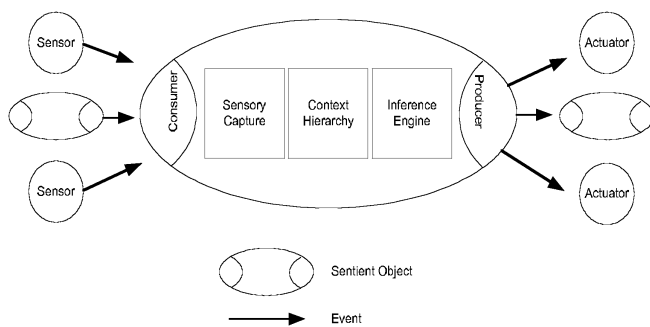 Sensor
Actuator
Consumer
Sensory
Capture
Context
Hierarchy
Inference
Engine
Producer
Sensor
Actuator
Sentient Object
Event